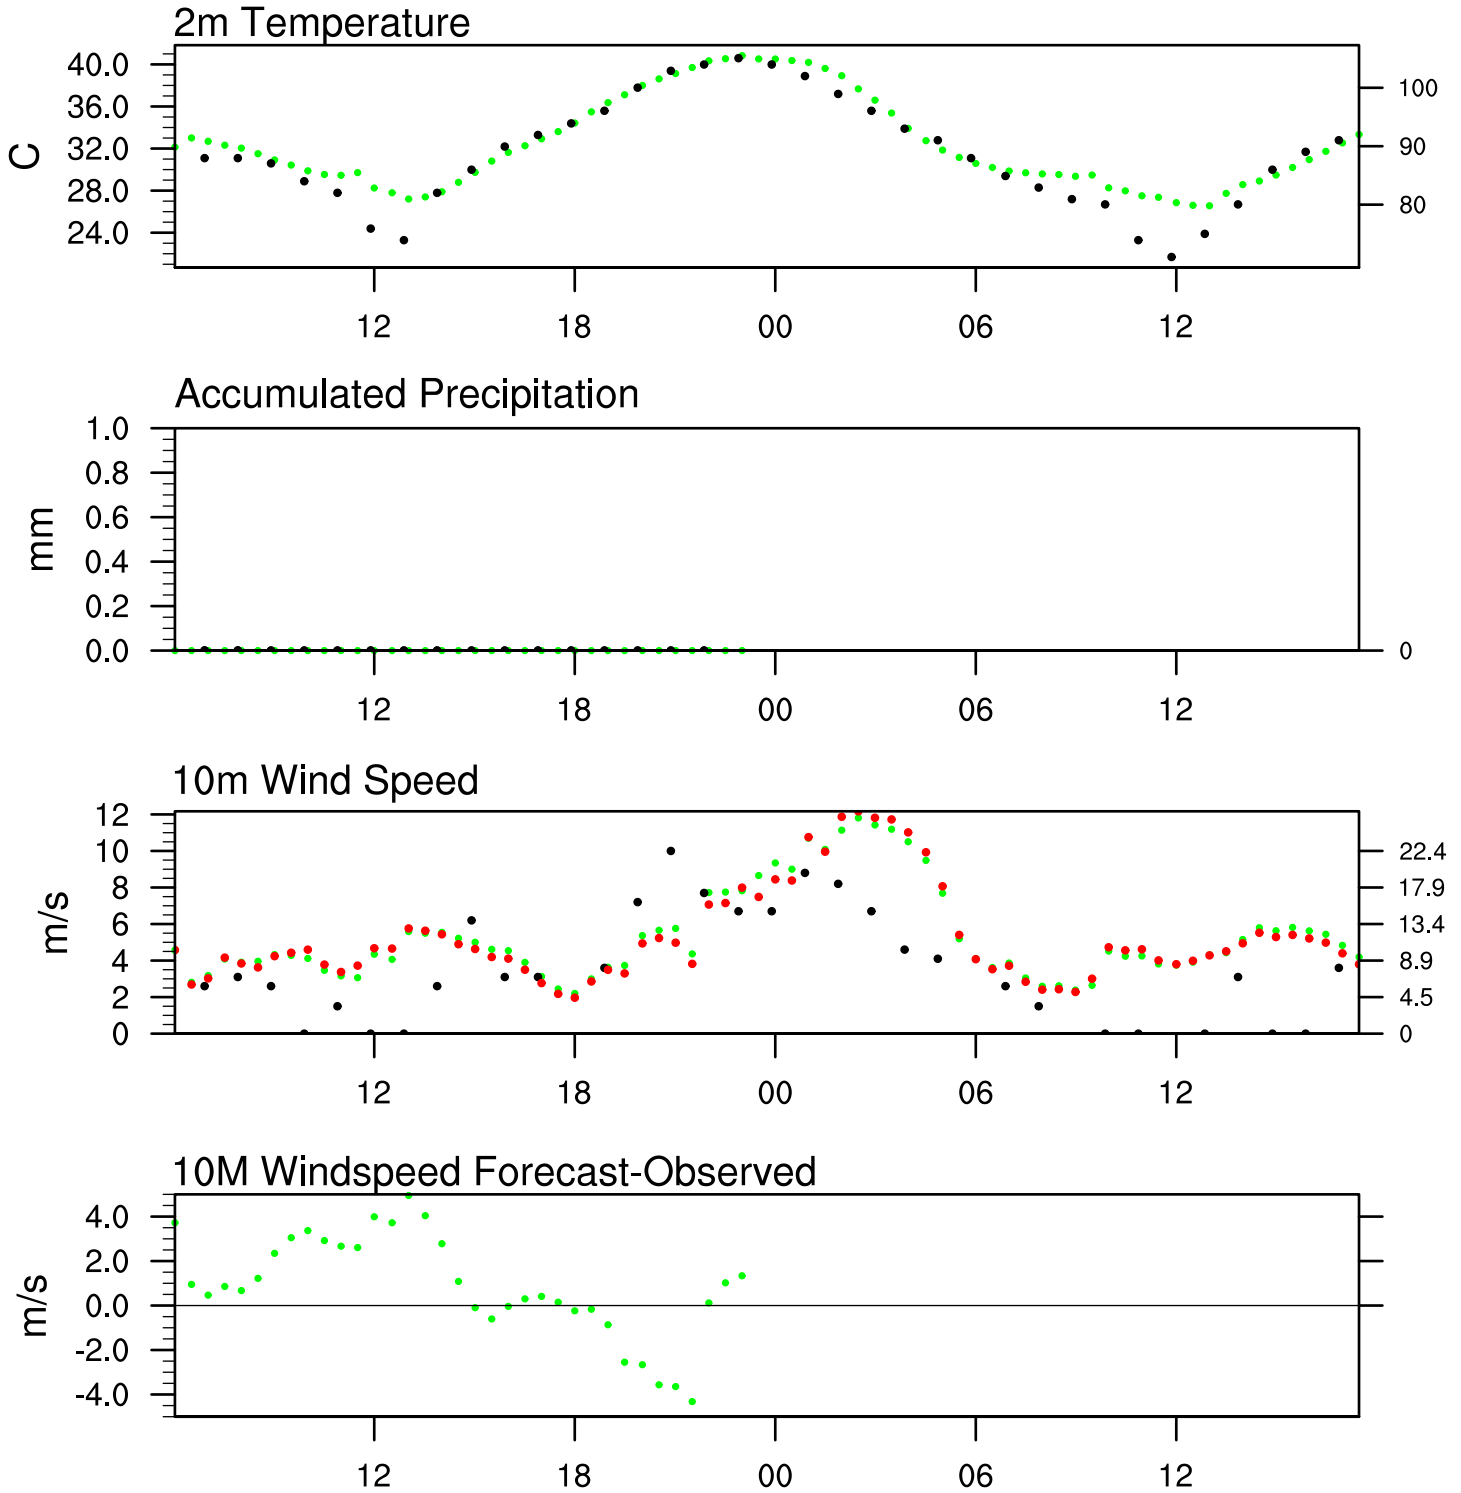 2m Temperature
40.0
36.0
32.0
28.0
24.0
C
100
90
80
12 18 00 06 12
Accumulated Precipitation
1.0
0.8
0.6
0.4
0.2
0.0
mm
0
12 18 00 06 12
10m Wind Speed
12
10
8
6
4
2
0
m/s
22.4
17.9
13.4
8.9
4.5
0
12 18 00 06 12
10M Windspeed Forecast-Observed
4.0
2.0
0.0
-2.0
-4.0
m/s
12 18 00 06 12